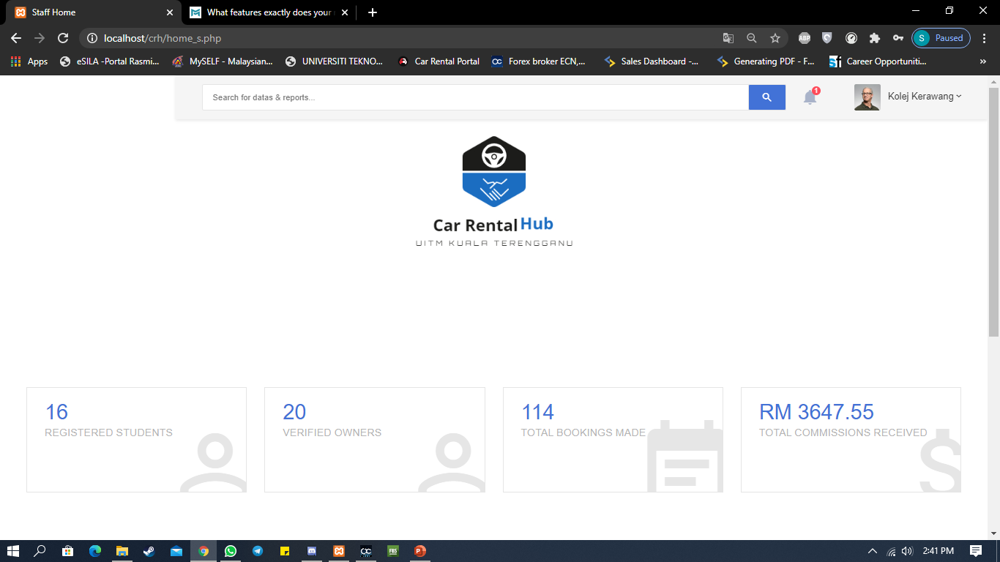 Staff Home
What features exactly does your
localhost/crh/home_s.php
ABP
S
Paused
Apps
eSILA -Portal Rasmi...
MySELF - Malaysian...
UNIVERSITI TEKNO...
Car Rental Portal
Forex broker ECN,...
Sales Dashboard -...
Generating PDF - F...
Career Opportuniti...
Search for datas & reports...
1
Kolej Kerawang
Car Rental Hub
UITM KUALA TERENGGANU
16
REGISTERED STUDENTS
20
VERIFIED OWNERS
114
TOTAL BOOKINGS MADE
RM 3647.55
TOTAL COMMISSIONS RECEIVED
FBS
2:41 PM